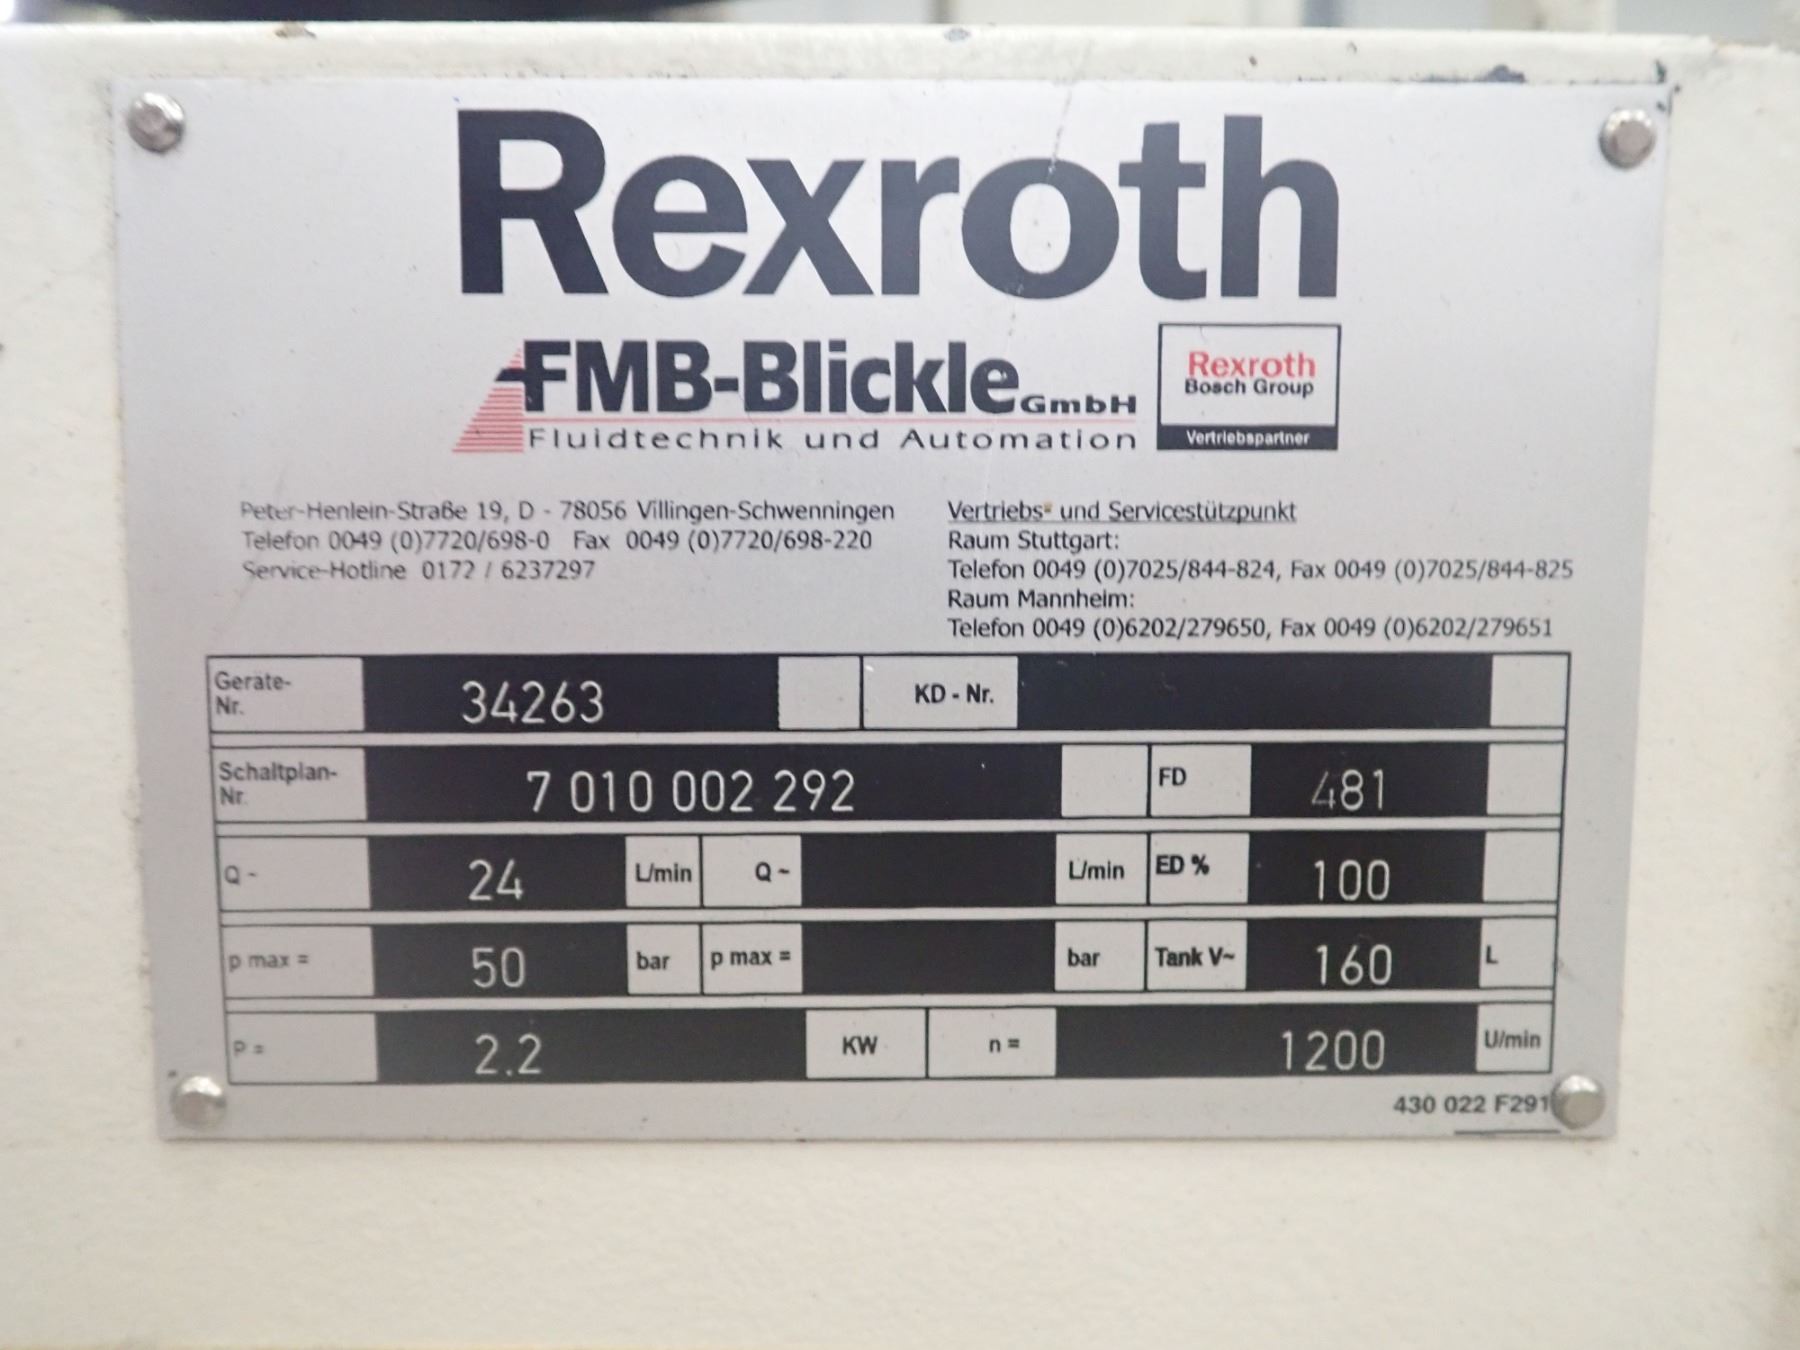 Rexroth
FMB-Blickle GmbH
Fluidtechnik und Automation
Rexroth
Bosch Group
Vertriebspartner
Peter-Henlein-Straße 19, D - 78056 Villingen-Schwenningen
Telefon 0049 (0)7720/698-0 Fax 0049 (0)7720/698-220
Service-Hotline 0172 / 6237297
Vertriebs- und Servicestützpunkt
Raum Stuttgart:
Telefon 0049 (0)7025/844-824, Fax 0049 (0)7025/844-825
Raum Mannheim:
Telefon 0049 (0)6202/279650, Fax 0049 (0)6202/279651
Geräte-
Nr. 34263 KD - Nr.
Schaltplan-
Nr. 7 010 002 292 FD 481
Q ~ 24 L/min Q ~ L/min ED % 100
p max = 50 bar p max = bar Tank V~ 160 L
P = 2.2 KW n = 1200 U/min
430 022 F291